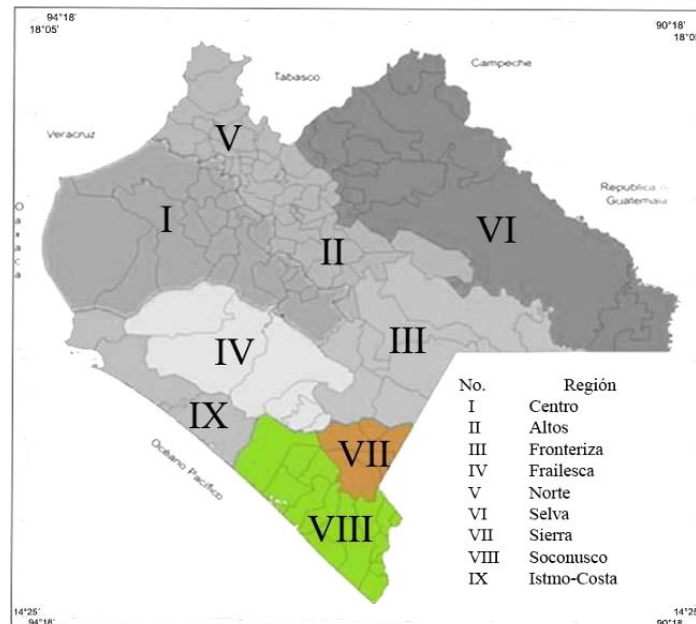 94°18'
18°05'
90°18'
18°05
Campeche
Tabasco
Veracruz
V
República
Guatemala
I
VI
II
III
IV
IX
VII
VIII
Océano Pacífico
No. Región
I Centro
II Altos
III Fronteriza
IV Frailesca
V Norte
VI Selva
VII Sierra
VIII Soconusco
IX Istmo-Costa
14°25'
94°18'
14°25
90°18'